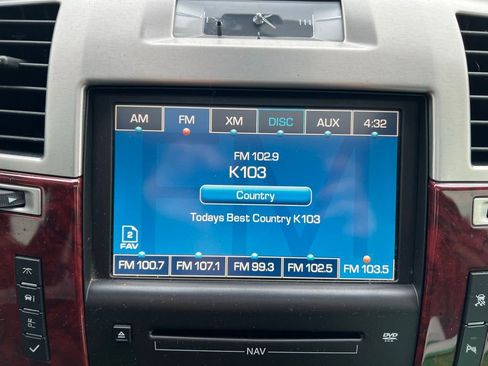 AM FM XM DISC AUX 4:32
FM 102.9
K103
Country
Todays Best Country K103
2
FAV
FM 100.7 FM 107.1 FM 99.3 FM 102.5 FM 103.5
NAV
DVD